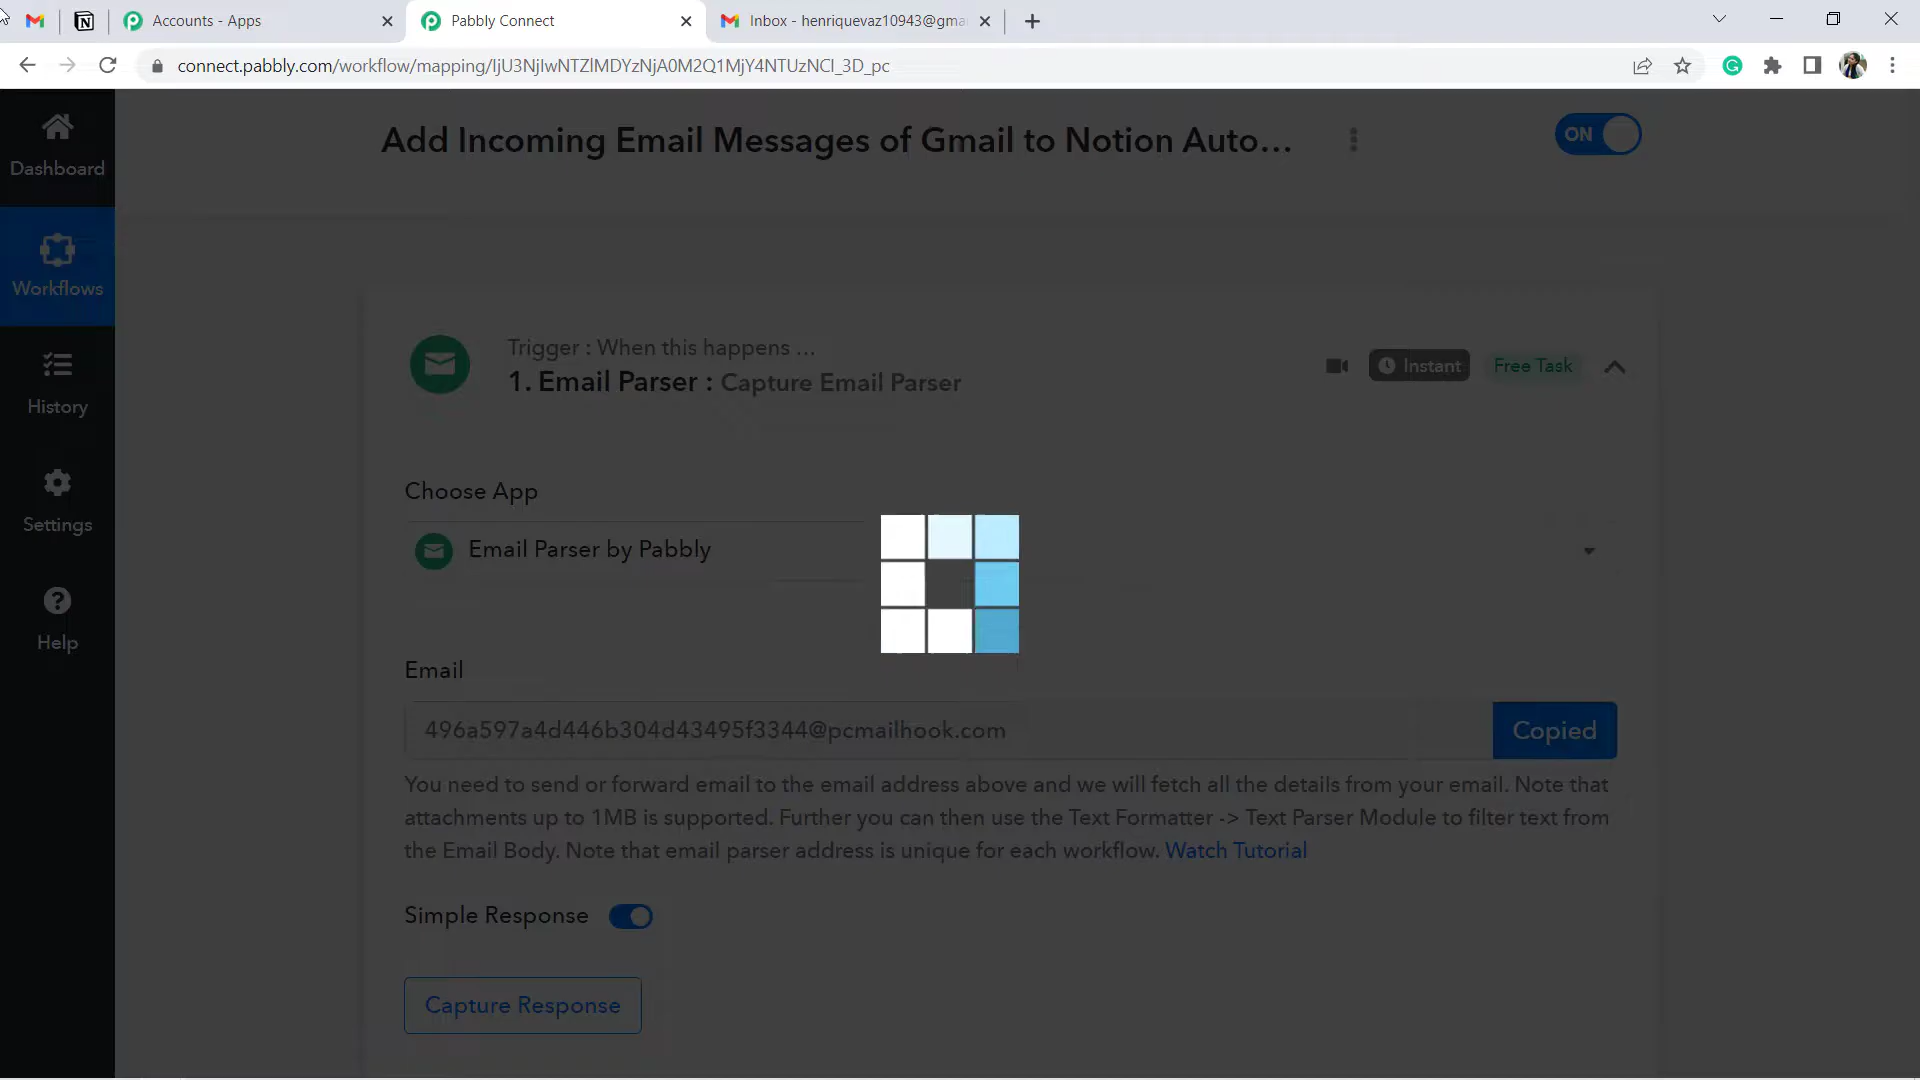 Accounts - Apps
Pabbly Connect
Inbox - henriquevaz10943@gma
connect.pabbly.com/workflow/mapping/IjU3NjIwNTZlMDYzNjA0M2Q1MjY4NTUzNCI_3D_pc
Add Incoming Email Messages of Gmail to Notion Auto...
ON
Dashboard
Workflows
History
Settings
Help
Trigger : When this happens ...
1. Email Parser : Capture Email Parser
Instant
Free Task
Choose App
Email Parser by Pabbly
Email
496a597a4d446b304d43495f3344@pcmailhook.com
Copied
You need to send or forward email to the email address above and we will fetch all the details from your email. Note that
attachments up to 1MB is supported. Further you can then use the Text Formatter -> Text Parser Module to filter text from
the Email Body. Note that email parser address is unique for each workflow. Watch Tutorial
Simple Response
Capture Response